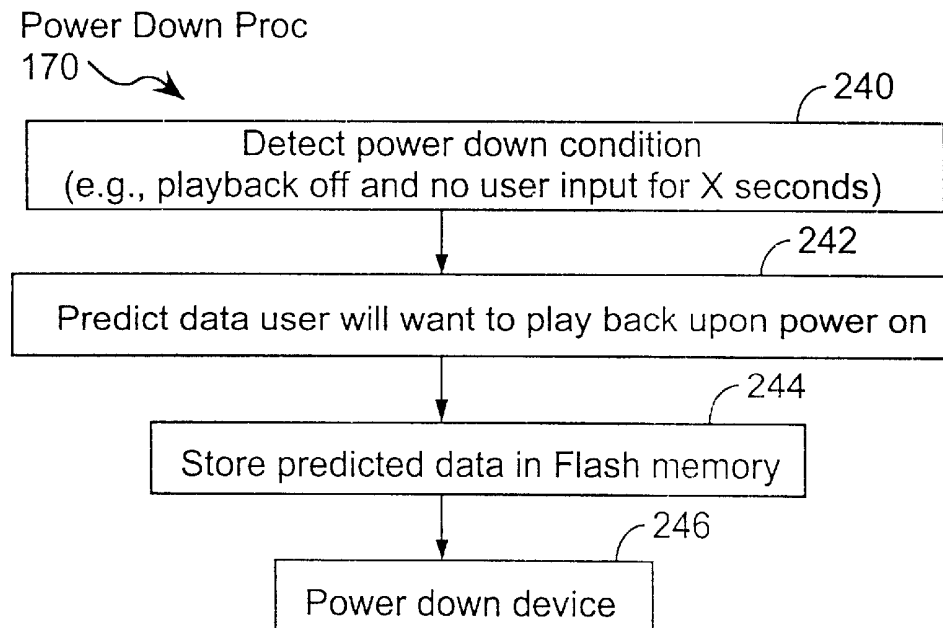 Power Down Proc
170
240
Detect power down condition
(e.g., playback off and no user input for X seconds)
242
Predict data user will want to play back upon power on
244
Store predicted data in Flash memory
246
Power down device